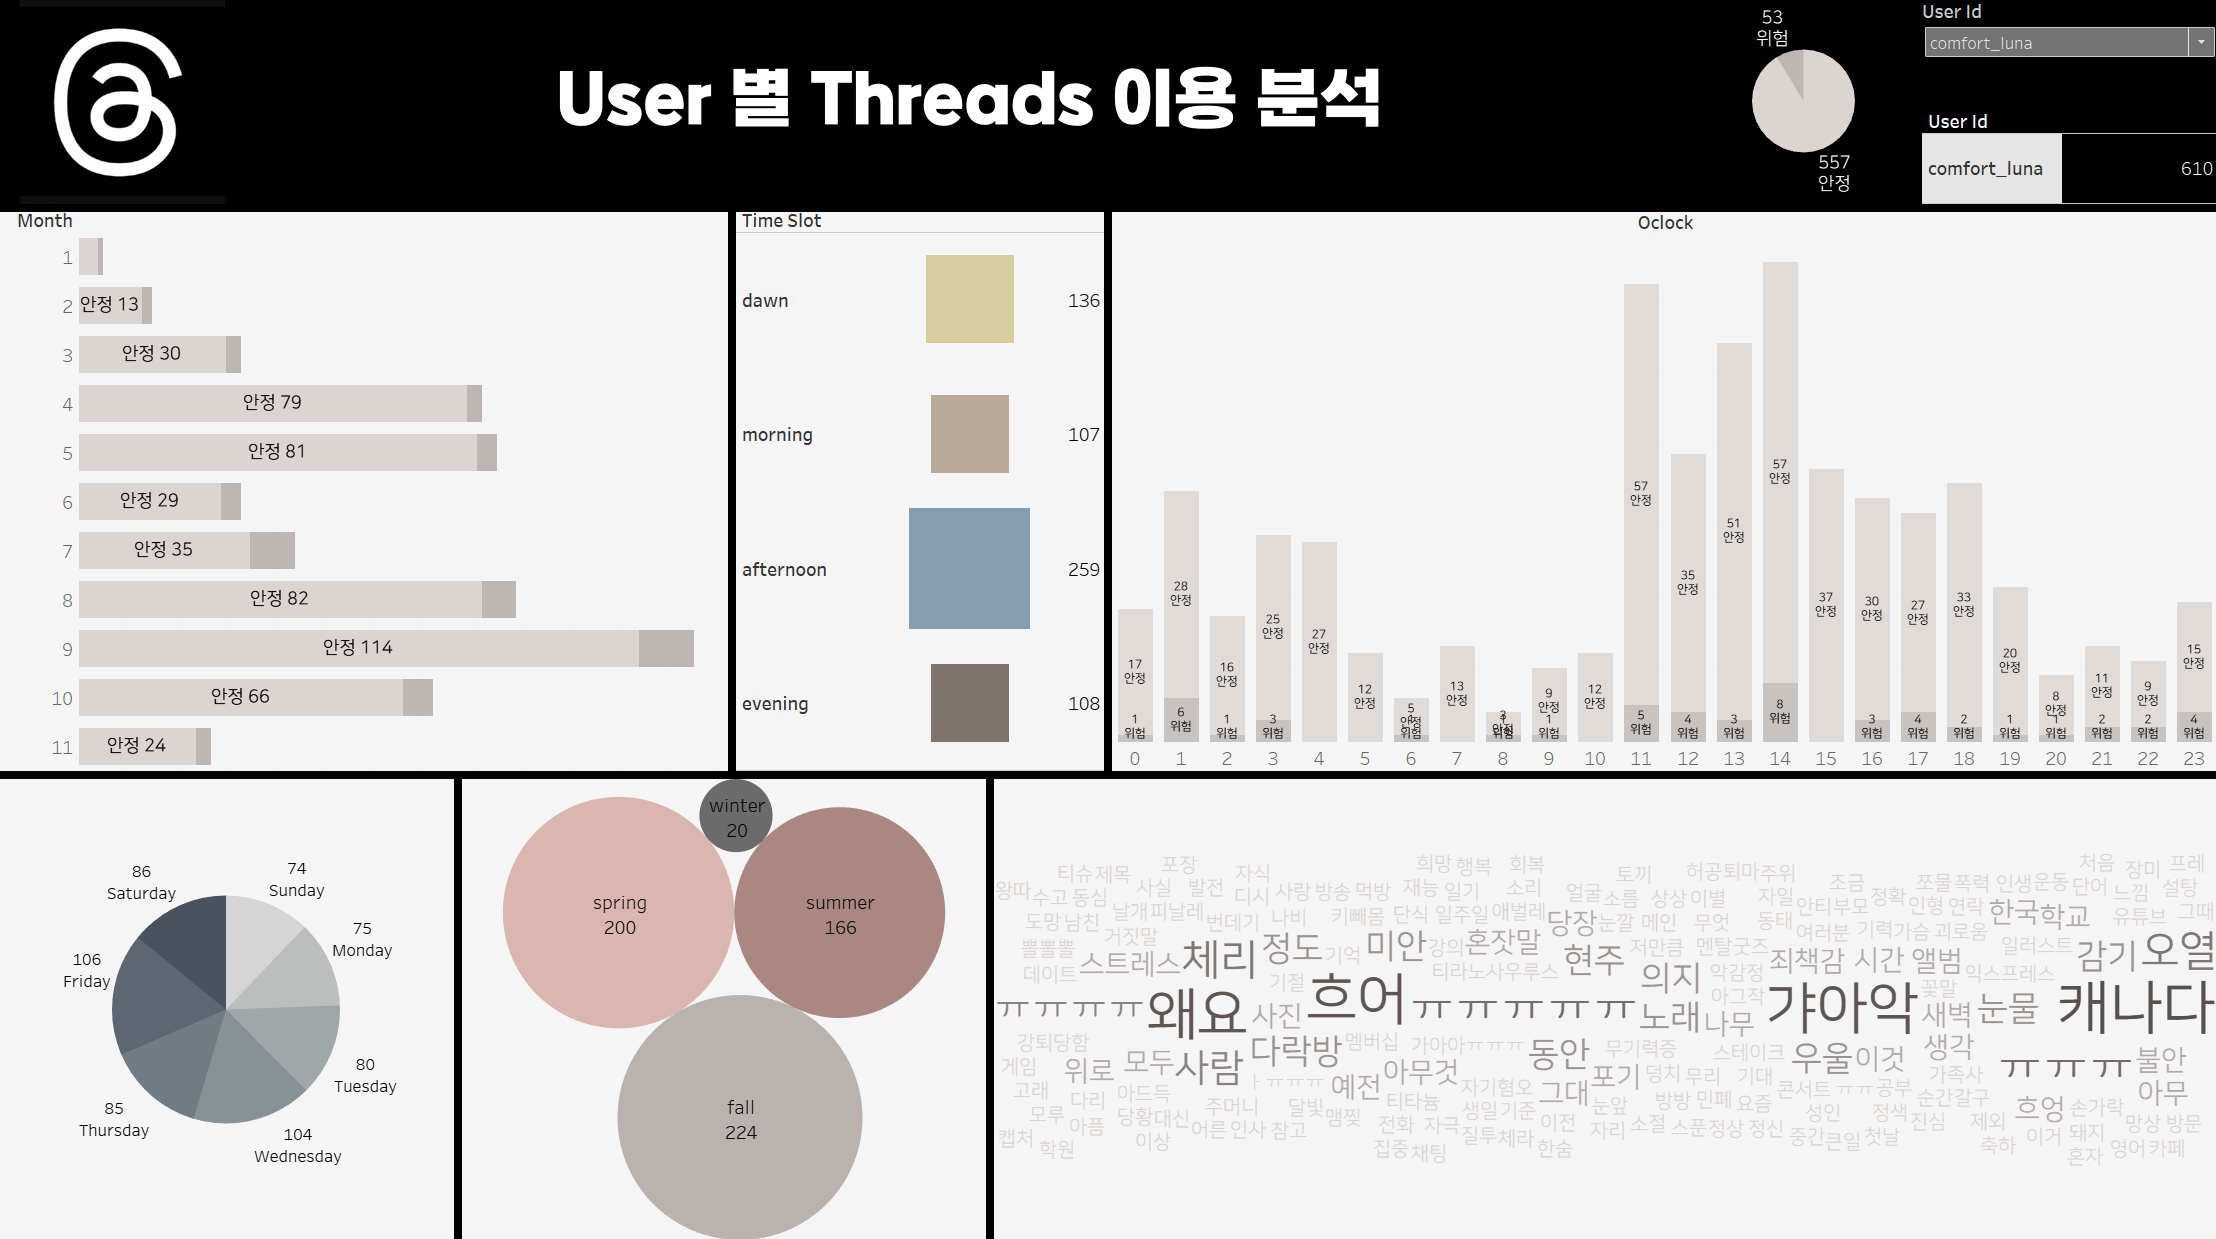 User 별 Threads 이용 분석
53
위험
557
안정
User Id
comfort_luna
User Id
comfort_luna 610
Month
1
2 안정 13
3 안정 30
4 안정 79
5 안정 81
6 안정 29
7 안정 35
8 안정 82
9 안정 114
10 안정 66
11 안정 24
Time Slot
dawn 136
morning 107
afternoon 259
evening 108
Oclock
17 안정
1 위험
28 안정
6 위험
16 안정
1 위험
25 안정
3 위험
27 안정
12 안정
5 안정
위험
13 안정
안정
위험
9 안정
1 위험
12 안정
57 안정
5 위험
35 안정
4 위험
51 안정
3 위험
57 안정
8 위험
37 안정
30 안정
3 위험
27 안정
4 위험
33 안정
2 위험
20 안정
1 위험
8 안정
1 위험
11 안정
2 위험
9 안정
2 위험
15 안정
4 위험
0 1 2 3 4 5 6 7 8 9 10 11 12 13 14 15 16 17 18 19 20 21 22 23
86
Saturday
74
Sunday
75
Monday
106
Friday
80
Tuesday
85
Thursday
104
Wednesday
winter
20
spring
200
summer
166
fall
224
티슈 제목 포장 자식 희망 행복 회복 토끼 허공 퇴마 주위 처음 장미 프레
왕따 수고 동심 사실 발전 디시 사랑 방송 먹방 재능 일기 소리 얼굴 소름 상상 이별 자일 조금 정확 쪼물 폭력 인생 운동 단어 느낌 설탕
도망 남친 날개 피날레 번데기 나비 키빼몸 단식 일주일 애벌레 당장 눈깔 메인 무엇 동태 안티부모 인형 연락 한국학교 유튜브 그때
뽈뽈뽈 거짓말 체리 정도 기억 미안 강의 혼잣말 현주 저만큼 멘탈굿즈 여러분 기력 가슴 괴로움 일러스트 감기 오열
데이트 스트레스 기절 티라노사우루스 의지 악감정 죄책감 시간 앨범 익스프레스
ㅠㅠㅠㅠ 왜요 사진 흐어 ㅠㅠㅠㅠㅠㅠ 노래 나무 아그작 갸아악 꽃말 새벽 눈물 캐나다
강퇴당함 다락방 멤버십 가아아ㅠㅠㅠ 동안 무기력증 스테이크 우울 이것 생각 ㅠㅠㅠ 불안
게임 위로 모두 사람 ㅏㅠㅠㅠ 예전 아무것 자기혐오 그대 포기 덩치 무리 기대 콘서트 ㅠㅠ 공부 가족사 순간 갈구 아무
고래 다리 아드득 주머니 달빛 맴찢 티타늄 생일 기준 눈앞 방방 민폐 요즘 성인 정색 진심 흐엉 손가락
모루 아픔 당황 대신 어른 인사 참고 전화 자극 질투 체라 이전 자리 소절 스푼 정상 정신 중간 큰일 첫날 제외 이거 돼지 망상 방문
캡처 학원 이상 집중 채팅 한숨 축하 혼자 영어 카페